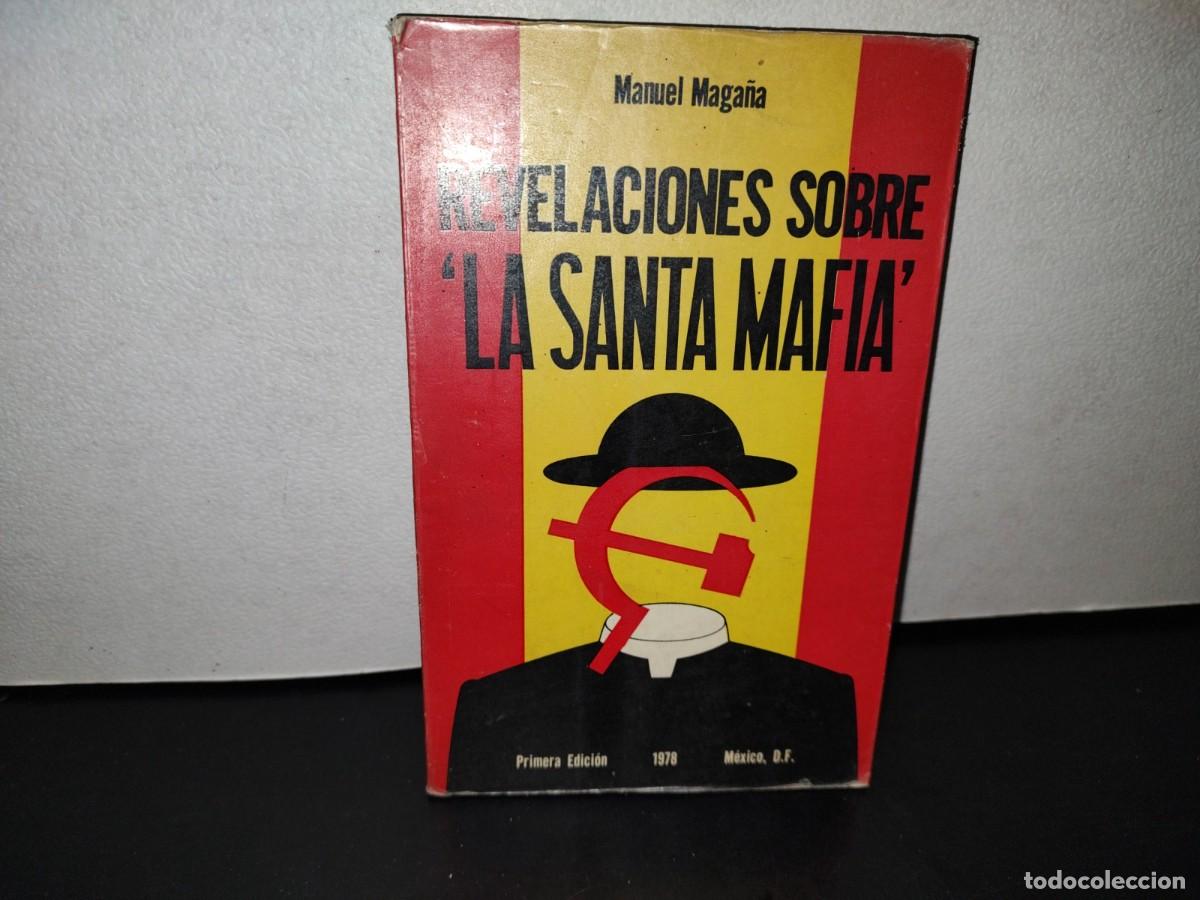 Manuel Magaña
REVELACIONES SOBRE
'LA SANTA MAFIA'
Primera Edición 1978 México, D.F.
todocoleccion